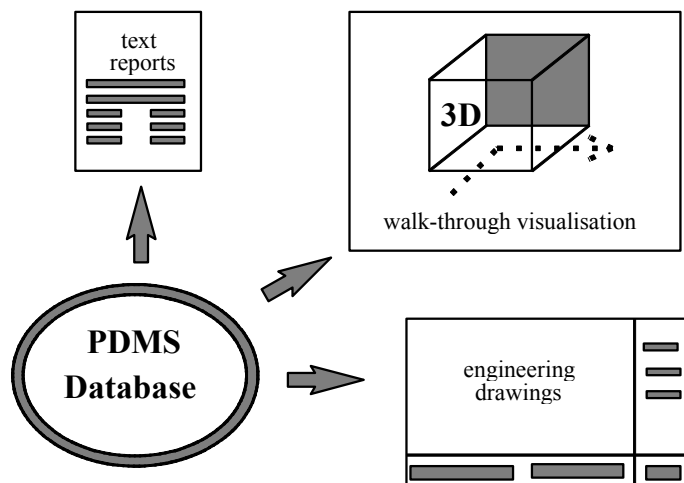 text
reports
3D
walk-through visualisation
PDMS
Database
engineering
drawings